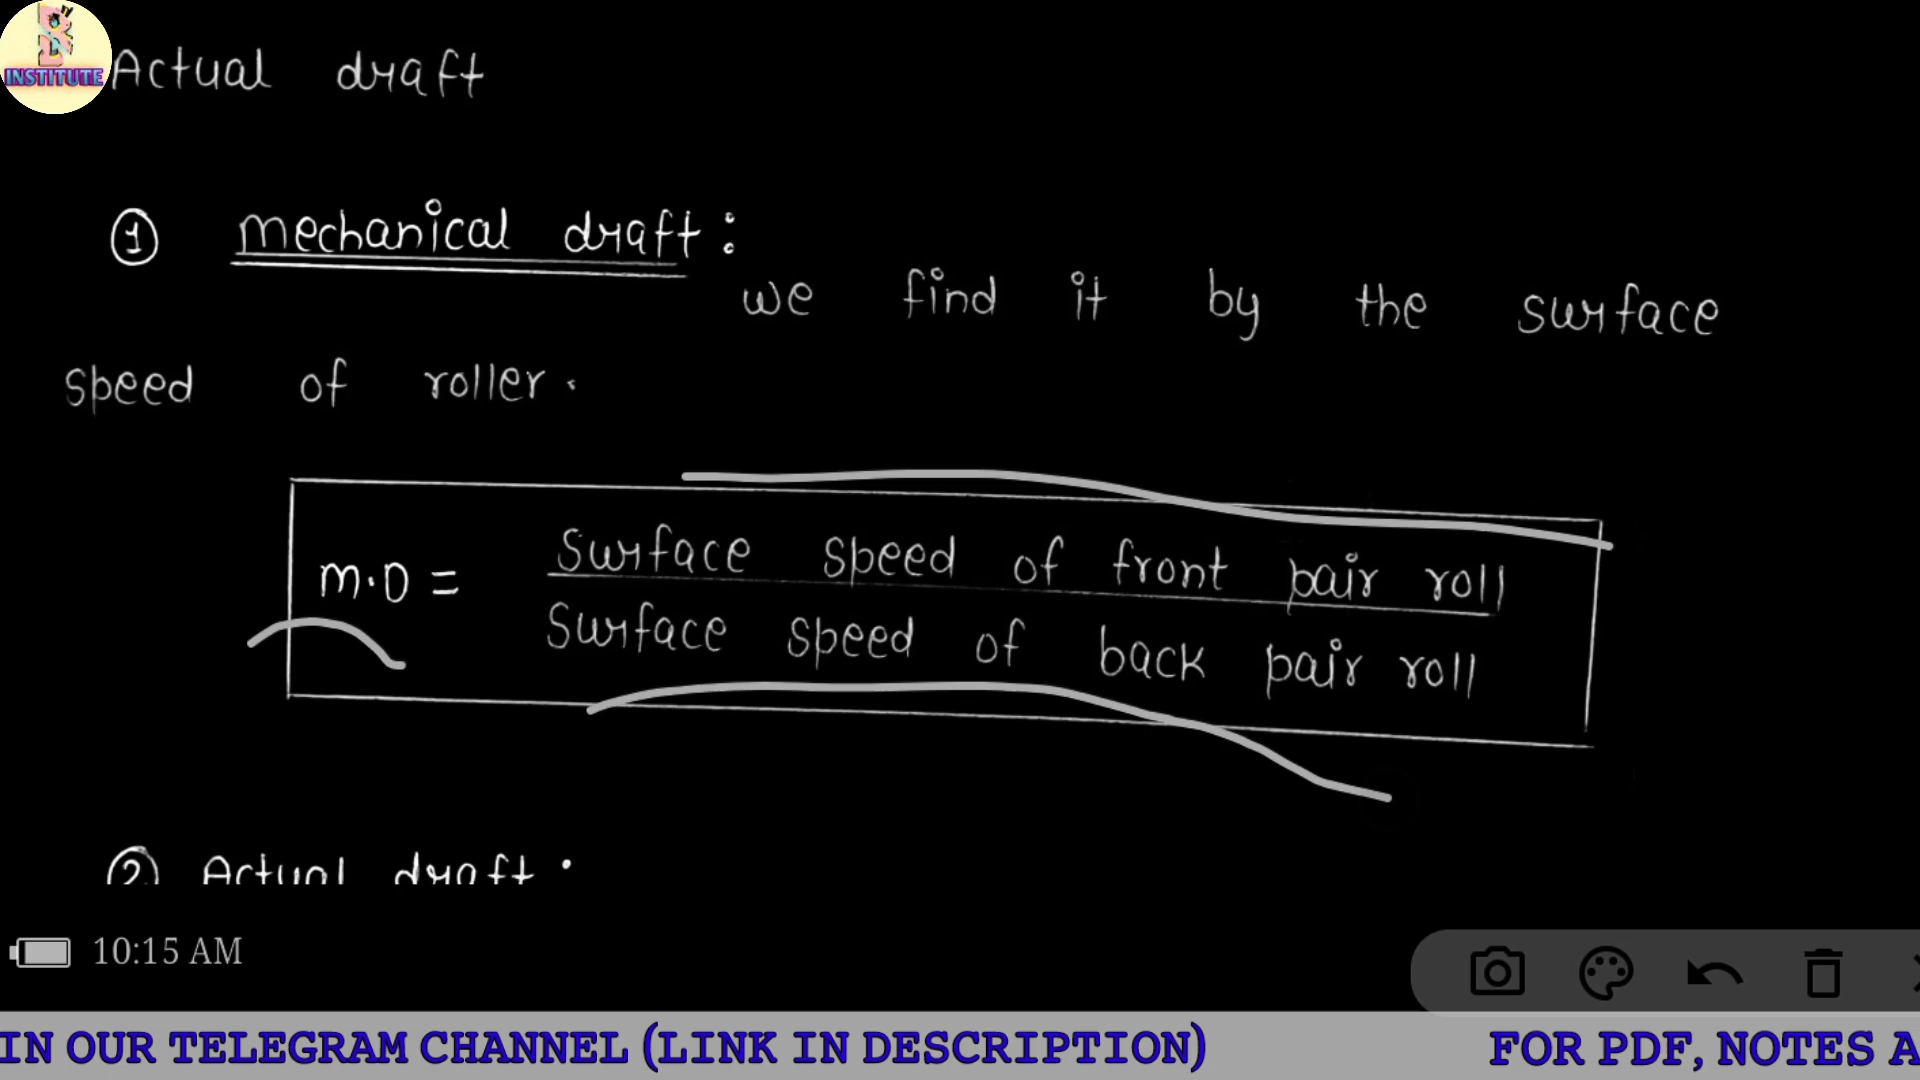 INSTITUTE
Actual draft
① mechanical draft:
we find it by the surface
speed of roller.
M.D = surface speed of front pair roll
surface speed of back pair roll
② Actual draft:
10:15 AM
IN OUR TELEGRAM CHANNEL (LINK IN DESCRIPTION) FOR PDF, NOTES A